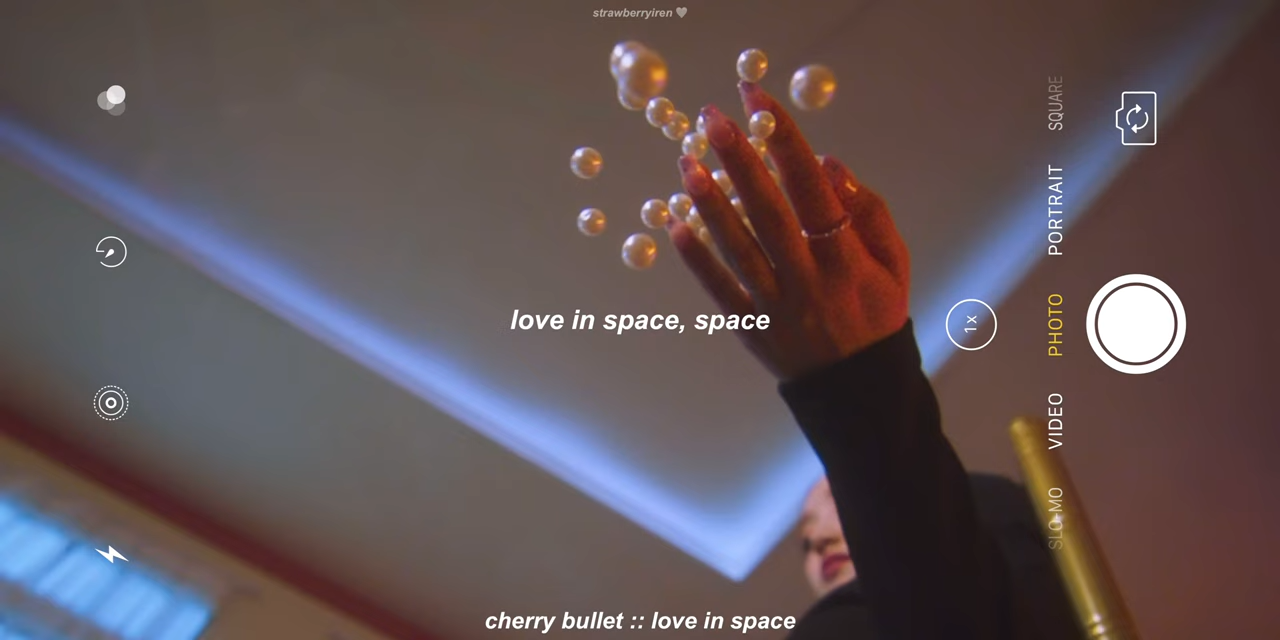 strawberryiren 🤍
SQUARE
PORTRAIT
PHOTO
VIDEO
SLO-MO
1x
love in space, space
cherry bullet :: love in space